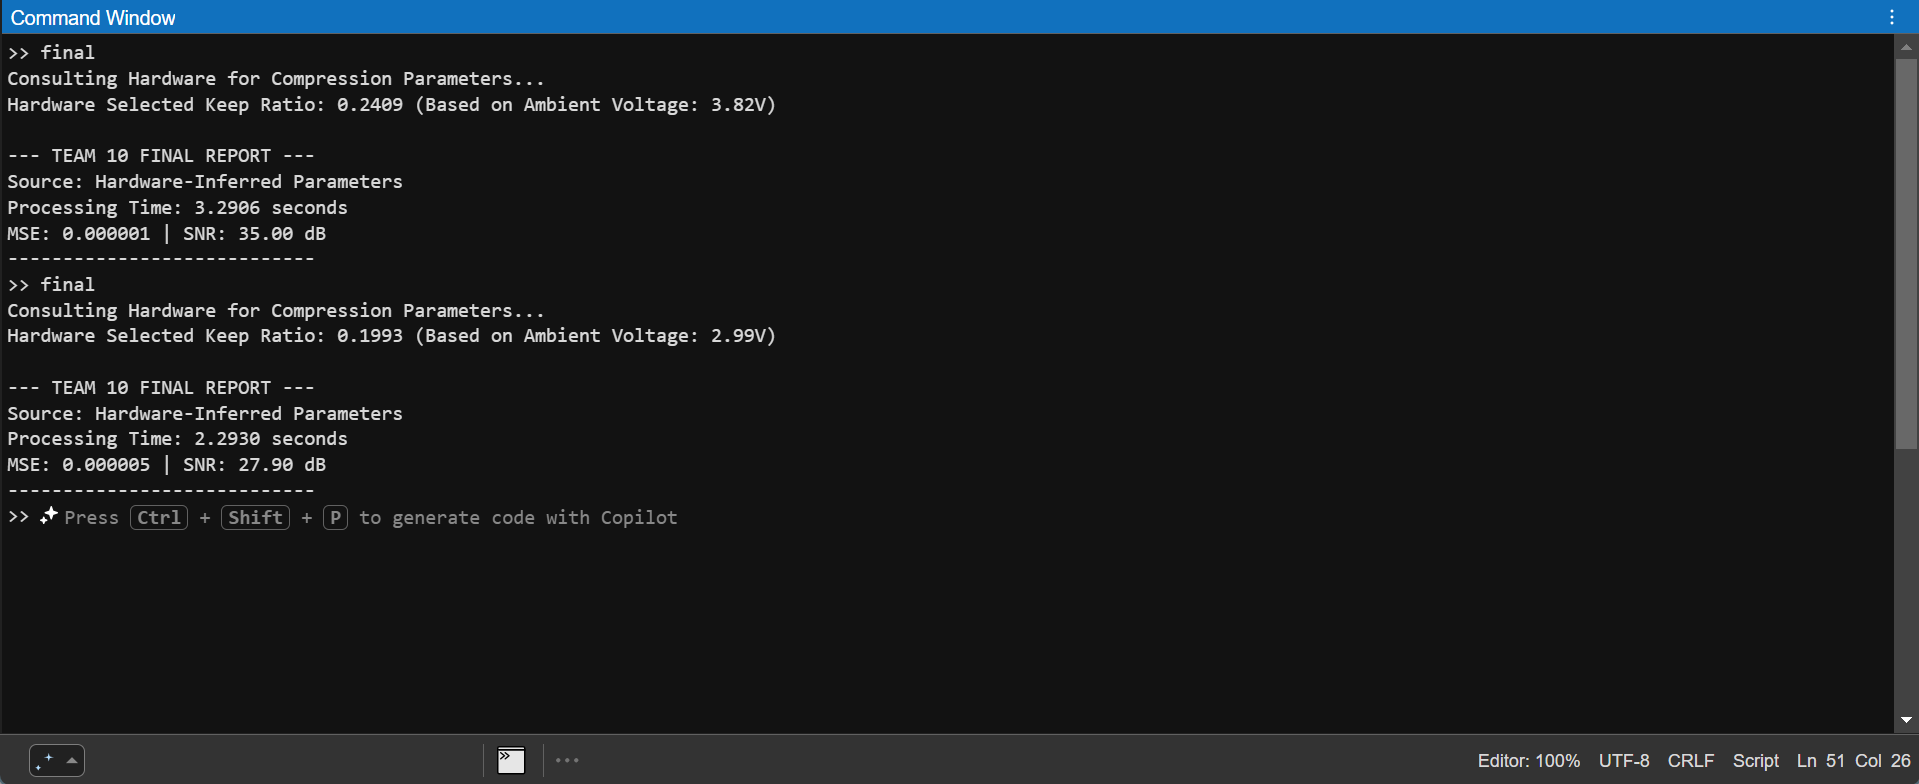 Command Window
>> final
Consulting Hardware for Compression Parameters...
Hardware Selected Keep Ratio: 0.2409 (Based on Ambient Voltage: 3.82V)
--- TEAM 10 FINAL REPORT ---
Source: Hardware-Inferred Parameters
Processing Time: 3.2906 seconds
MSE: 0.000001 | SNR: 35.00 dB
----------------------------
>> final
Consulting Hardware for Compression Parameters...
Hardware Selected Keep Ratio: 0.1993 (Based on Ambient Voltage: 2.99V)
--- TEAM 10 FINAL REPORT ---
Source: Hardware-Inferred Parameters
Processing Time: 2.2930 seconds
MSE: 0.000005 | SNR: 27.90 dB
----------------------------
>> Press Ctrl + Shift + P to generate code with Copilot
Editor: 100% UTF-8 CRLF Script Ln 51 Col 26